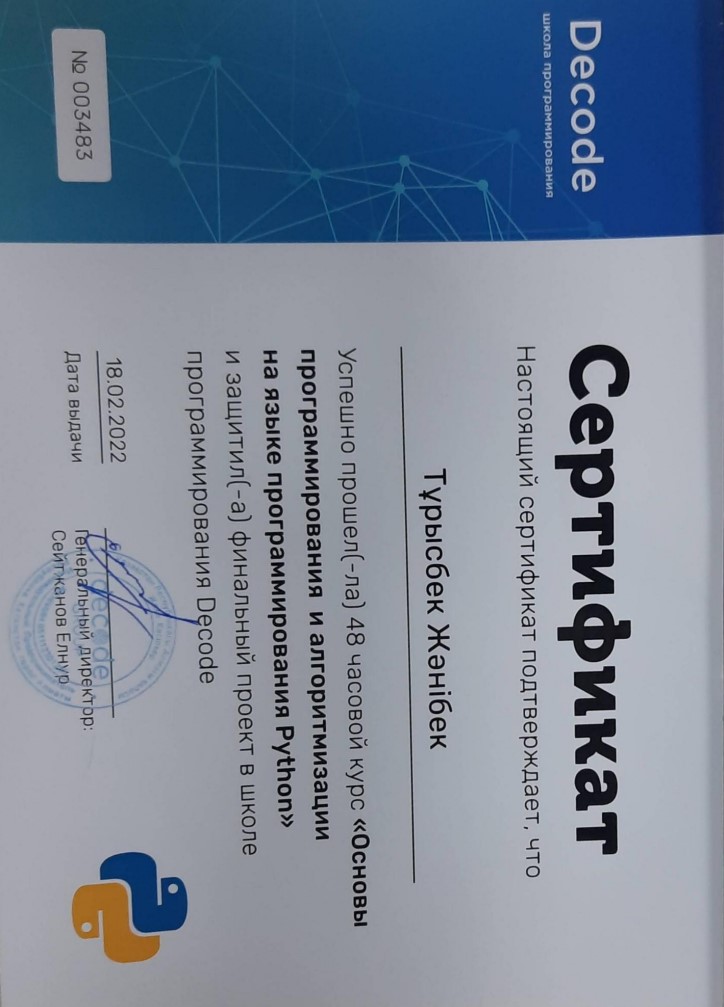 Decode
школа программирования
№ 003483
Сертификат
Настоящий сертификат подтверждает, что
Тұрысбек Жәнібек
Успешно прошел(-ла) 48 часовой курс «Основы
программирования и алгоритмизации
на языке программирования Python»
и защитил(-а) финальный проект в школе
программирования Decode
18.02.2022
Дата выдачи
Генеральный директор:
Сейтжанов Елнур
decode